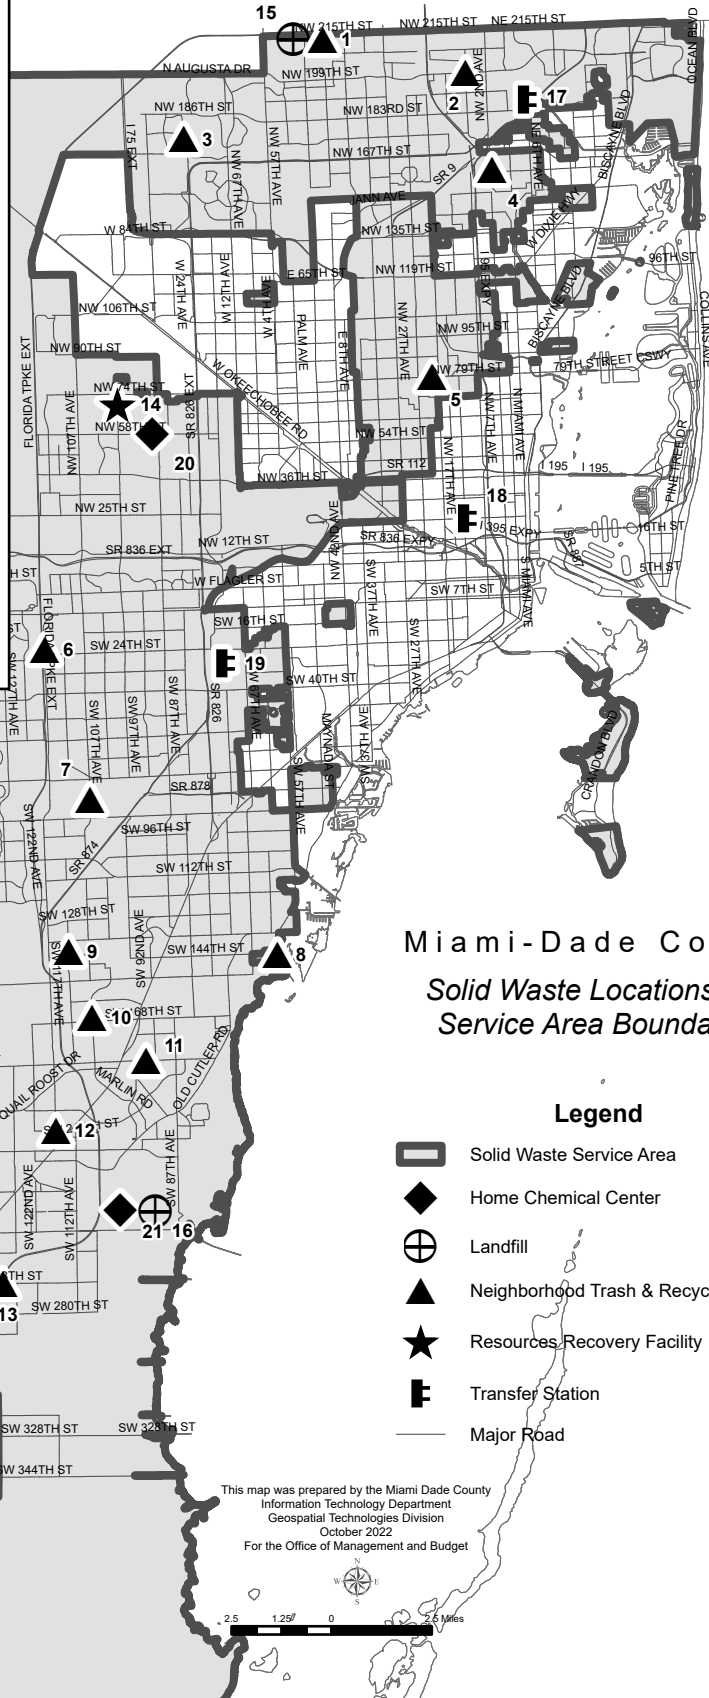 15
NW 215TH ST
NW 215TH ST
NE 215TH ST
OCEAN BLVD
1
N AUGUSTA DR
NW 199TH ST
NW 2ND AVE
2
17
NW 186TH ST
NW 183RD ST
BISCAYNE BLVD
I 75 EXT
3
NW 57TH AVE
NW 167TH ST
NE 6TH AVE
NW 97TH AVE
SR 9
4
JANN AVE
W DIXIE HWY
W 84TH ST
NW 135TH ST
96TH ST
E 65TH ST
NW 119TH ST
I 95 EXPY
W 24TH AVE
W 12TH AVE
W 4TH AVE
BISCAYNE BLVD
COLLINS AVE
NW 106TH ST
PALM AVE
E 8TH AVE
NW 27TH AVE
NW 95TH ST
FLORIDA TPKE EXT
NW 90TH ST
79TH STREET CSWY
W OKEECHOBEE RD
NW 79TH ST
NW 74TH ST
5
14
SR 826 EXT
NW 107TH AVE
NW 58TH ST
NW 7TH AVE
N MIAMI AVE
NW 54TH ST
PINE TREE DR
20
NW 17TH AVE
SR 112
I 195
I 195
NW 36TH ST
18
NW 25TH ST
NW 42ND AVE
16TH ST
I 395 EXPY
SR 836 EXPY
NW 12TH ST
SR 836 EXT
SR 887
5TH ST
H ST
W FLAGLER ST
SW 37TH AVE
SW 7TH ST
S MIAMI AVE
FLORIDA TPKE EXT
SW 16TH ST
ST
SW 27TH AVE
SW 24TH ST
6
19
SW 127TH AVE
SW 40TH ST
SW 67TH AVE
SR 826
SW 87TH AVE
SW 97TH AVE
SW 107TH AVE
MAYNADA ST
SW 37TH AVE
CRANDON BLVD
7
SR 878
SW 57TH AVE
SW 122ND AVE
SW 96TH ST
SR 874
SW 112TH ST
SW 128TH ST
SW 92ND AVE
Miami-Dade Co
9
SW 144TH ST
8
SW 117TH AVE
Solid Waste Locations
Service Area Bounda
10
168TH ST
11
OLD CUTLER RD
QUAIL ROOST DR
MARLIN RD
Legend
12
ST
Solid Waste Service Area
SW 87TH AVE
SW 122ND AVE
SW 112TH AVE
Home Chemical Center
21
16
Landfill
8TH ST
Neighborhood Trash & Recyc
13
SW 280TH ST
Resources Recovery Facility
Transfer Station
SW 328TH ST
SW 328TH ST
Major Road
SW 344TH ST
This map was prepared by the Miami Dade County
Information Technology Department
Geospatial Technologies Division
October 2022
For the Office of Management and Budget
N
W
E
S
2.5
1.25
0
2.5 Miles